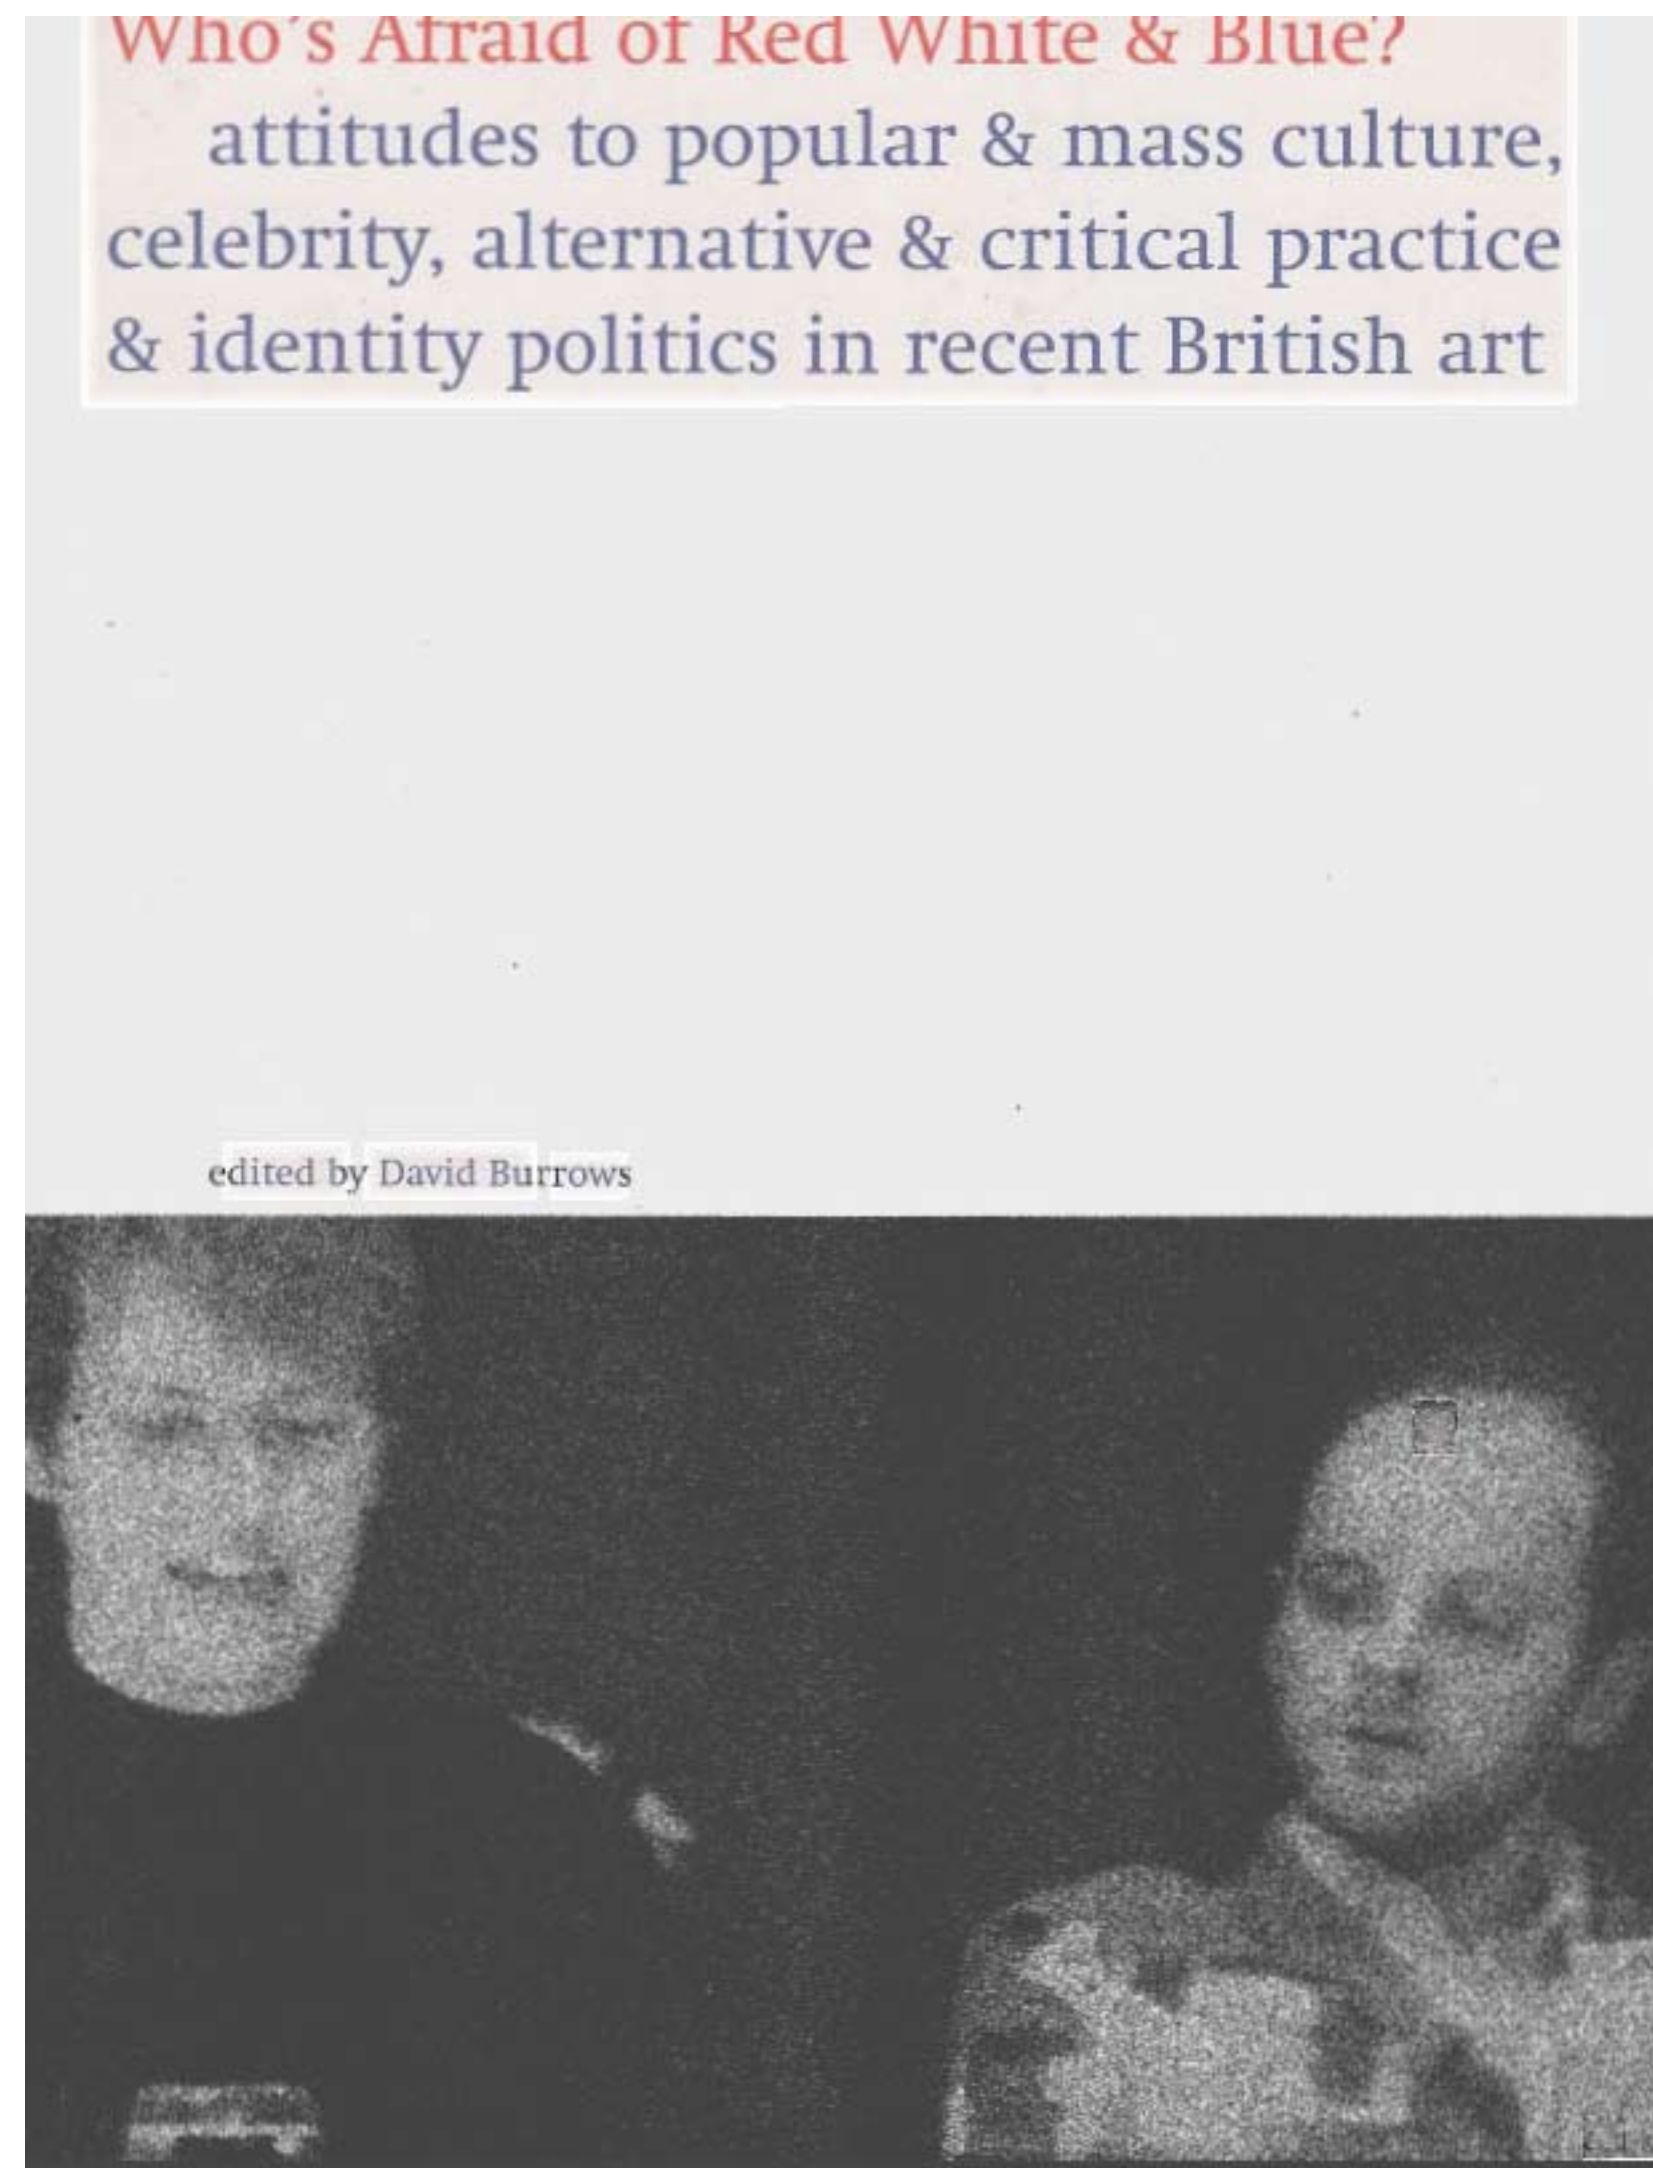 Who's Afraid of Red White & Blue?
attitudes to popular & mass culture,
celebrity, alternative & critical practice
& identity politics in recent British art
edited by David Burrows